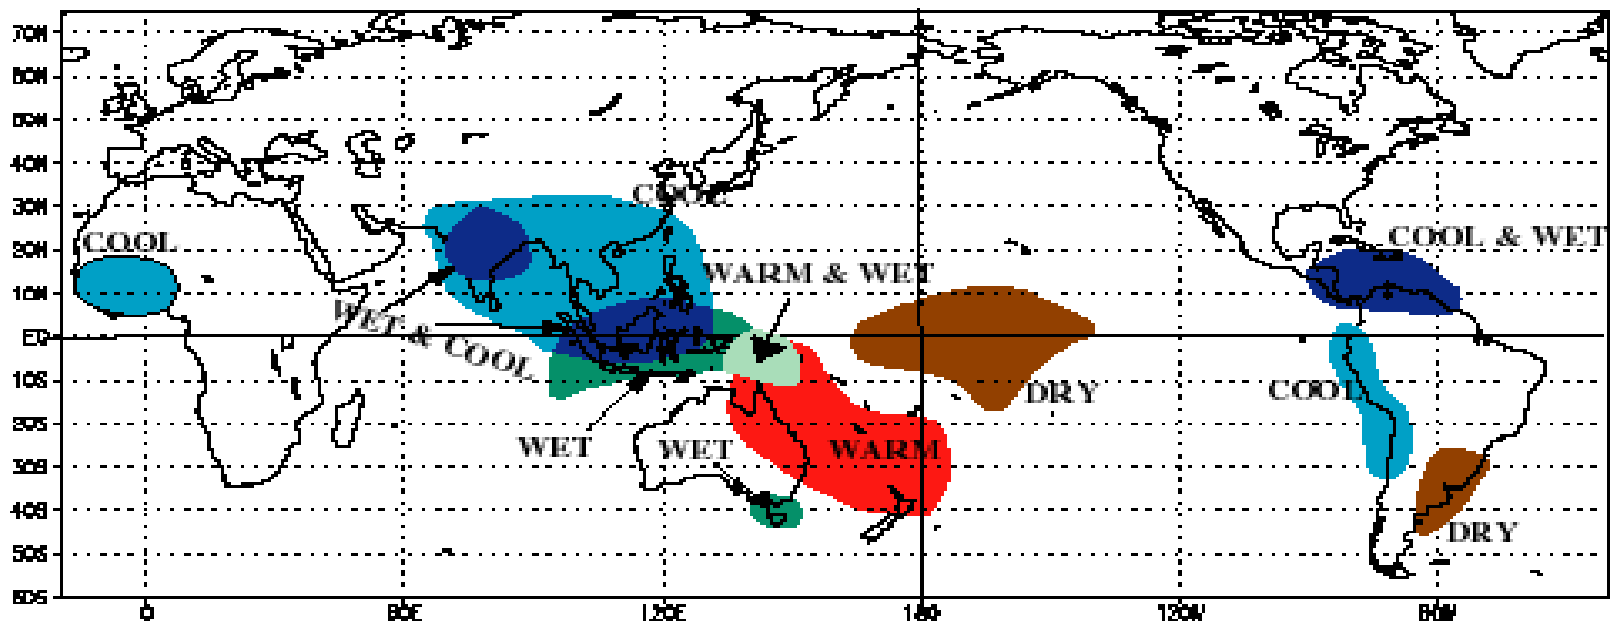 70N
60N
50N
40N
30N
20N
10N
EQ
10S
20S
30S
40S
50S
60S
COOL
COOL
COOL & WET
WARM & WET
WET & COOL
DRY
COOL
WET
WET
WARM
DRY
0
60E
120E
180
120W
60W